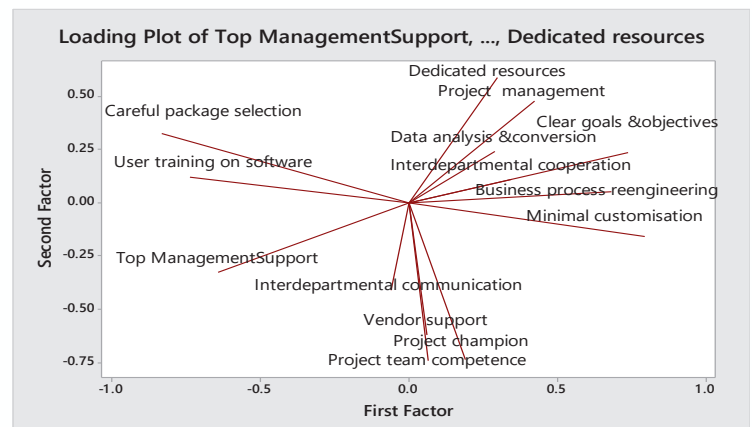 Loading Plot of Top ManagementSupport, ..., Dedicated resources
Dedicated resources
0.50
Project management
Careful package selection
Clear goals &objectives
Data analysis &conversion
0.25
User training on software
Interdepartmental cooperation
Business process reengineering
0.00
Minimal customisation
Second Factor
-0.25
Top ManagementSupport
Interdepartmental communication
-0.50
Vendor support
Project champion
-0.75
Project team competence
-1.0
-0.5
0.0
0.5
1.0
First Factor